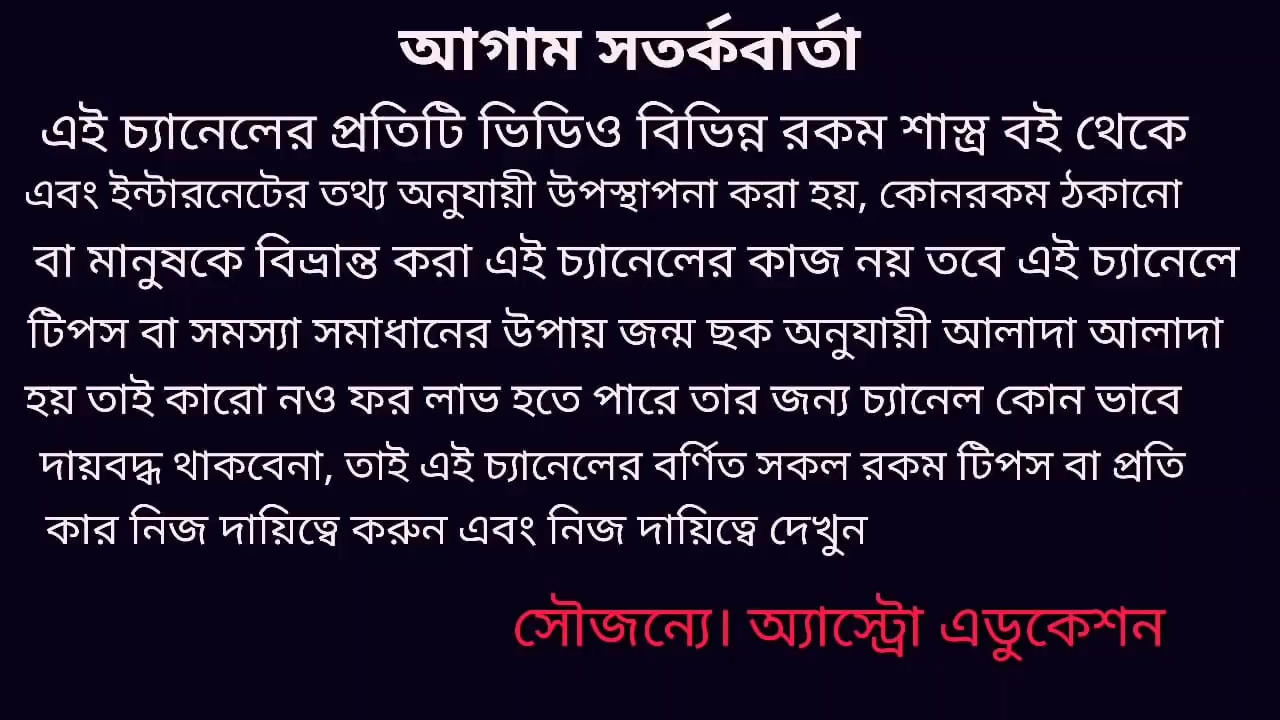 আগাম সতর্কবার্তা
এই চ্যানেলের প্রতিটি ভিডিও বিভিন্ন রকম শাস্ত্র বই থেকে
এবং ইন্টারনেটের তথ্য অনুযায়ী উপস্থাপনা করা হয়, কোনরকম ঠকানো
বা মানুষকে বিভ্রান্ত করা এই চ্যানেলের কাজ নয় তবে এই চ্যানেলে
টিপস বা সমস্যা সমাধানের উপায় জন্ম ছক অনুযায়ী আলাদা আলাদা
হয় তাই কারো নও ফর লাভ হতে পারে তার জন্য চ্যানেল কোন ভাবে
দায়বদ্ধ থাকবেনা, তাই এই চ্যানেলের বর্ণিত সকল রকম টিপস বা প্রতি
কার নিজ দায়িত্বে করুন এবং নিজ দায়িত্বে দেখুন
সৌজন্যে। অ্যাস্ট্রো এডুকেশন